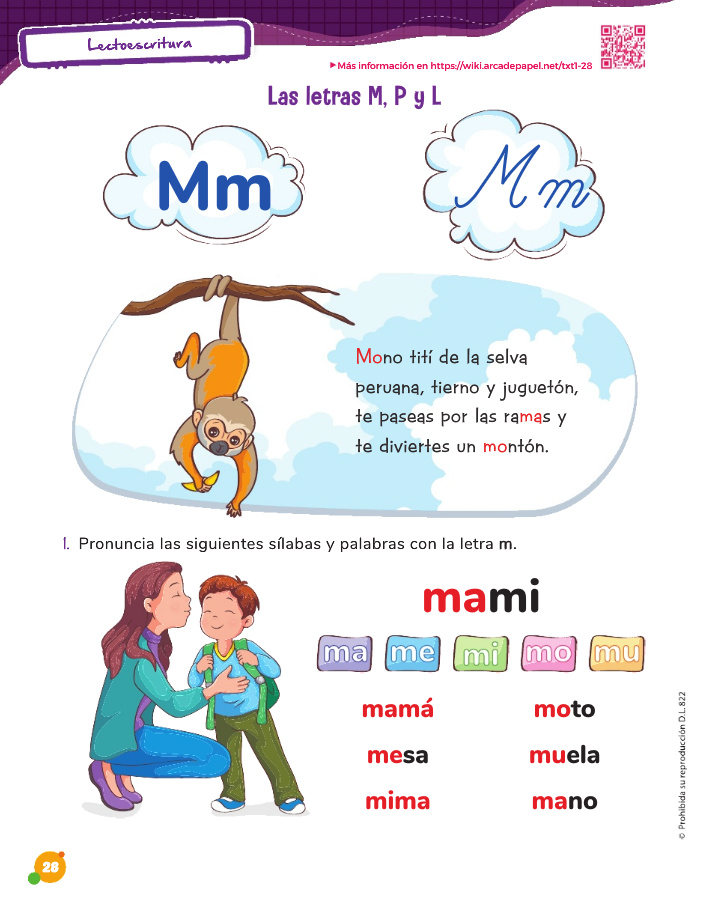 Lectoescritura
▶Más información en https://wiki.arcadepapel.net/txt1-28
Las letras M, P y L
Mm
M m
Mono tití de la selva
peruana, tierno y juguetón,
te paseas por las ramas y
te diviertes un montón.
1. Pronuncia las siguientes sílabas y palabras con la letra m.
mami
ma me mi mo mu
mamá moto
mesa muela
mima mano
© Prohibida su reproducción D.L.822
28